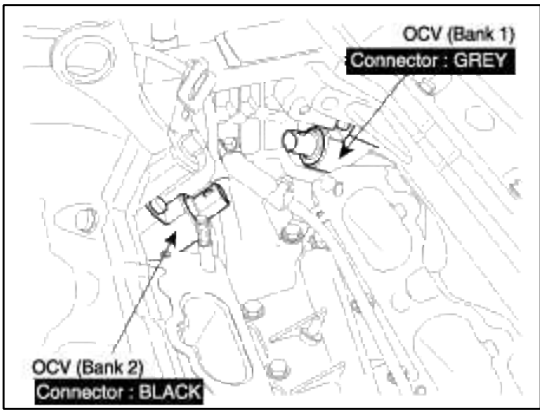 OCV (Bank 1)
Connector : GREY
OCV (Bank 2)
Connector : BLACK